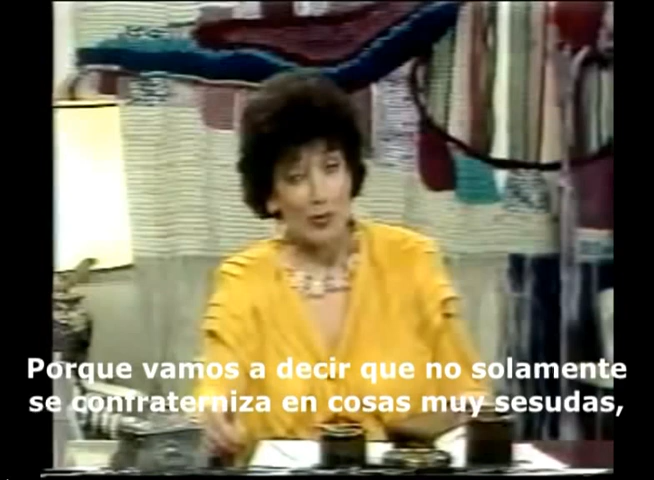 Porque vamos a decir que no solamente
se confraterniza en cosas muy sesudas,